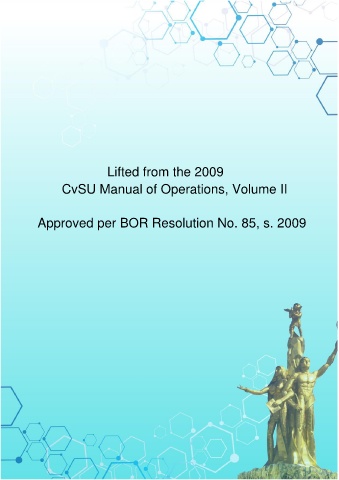 Lifted from the 2009
CvSU Manual of Operations, Volume II
Approved per BOR Resolution No. 85, s. 2009